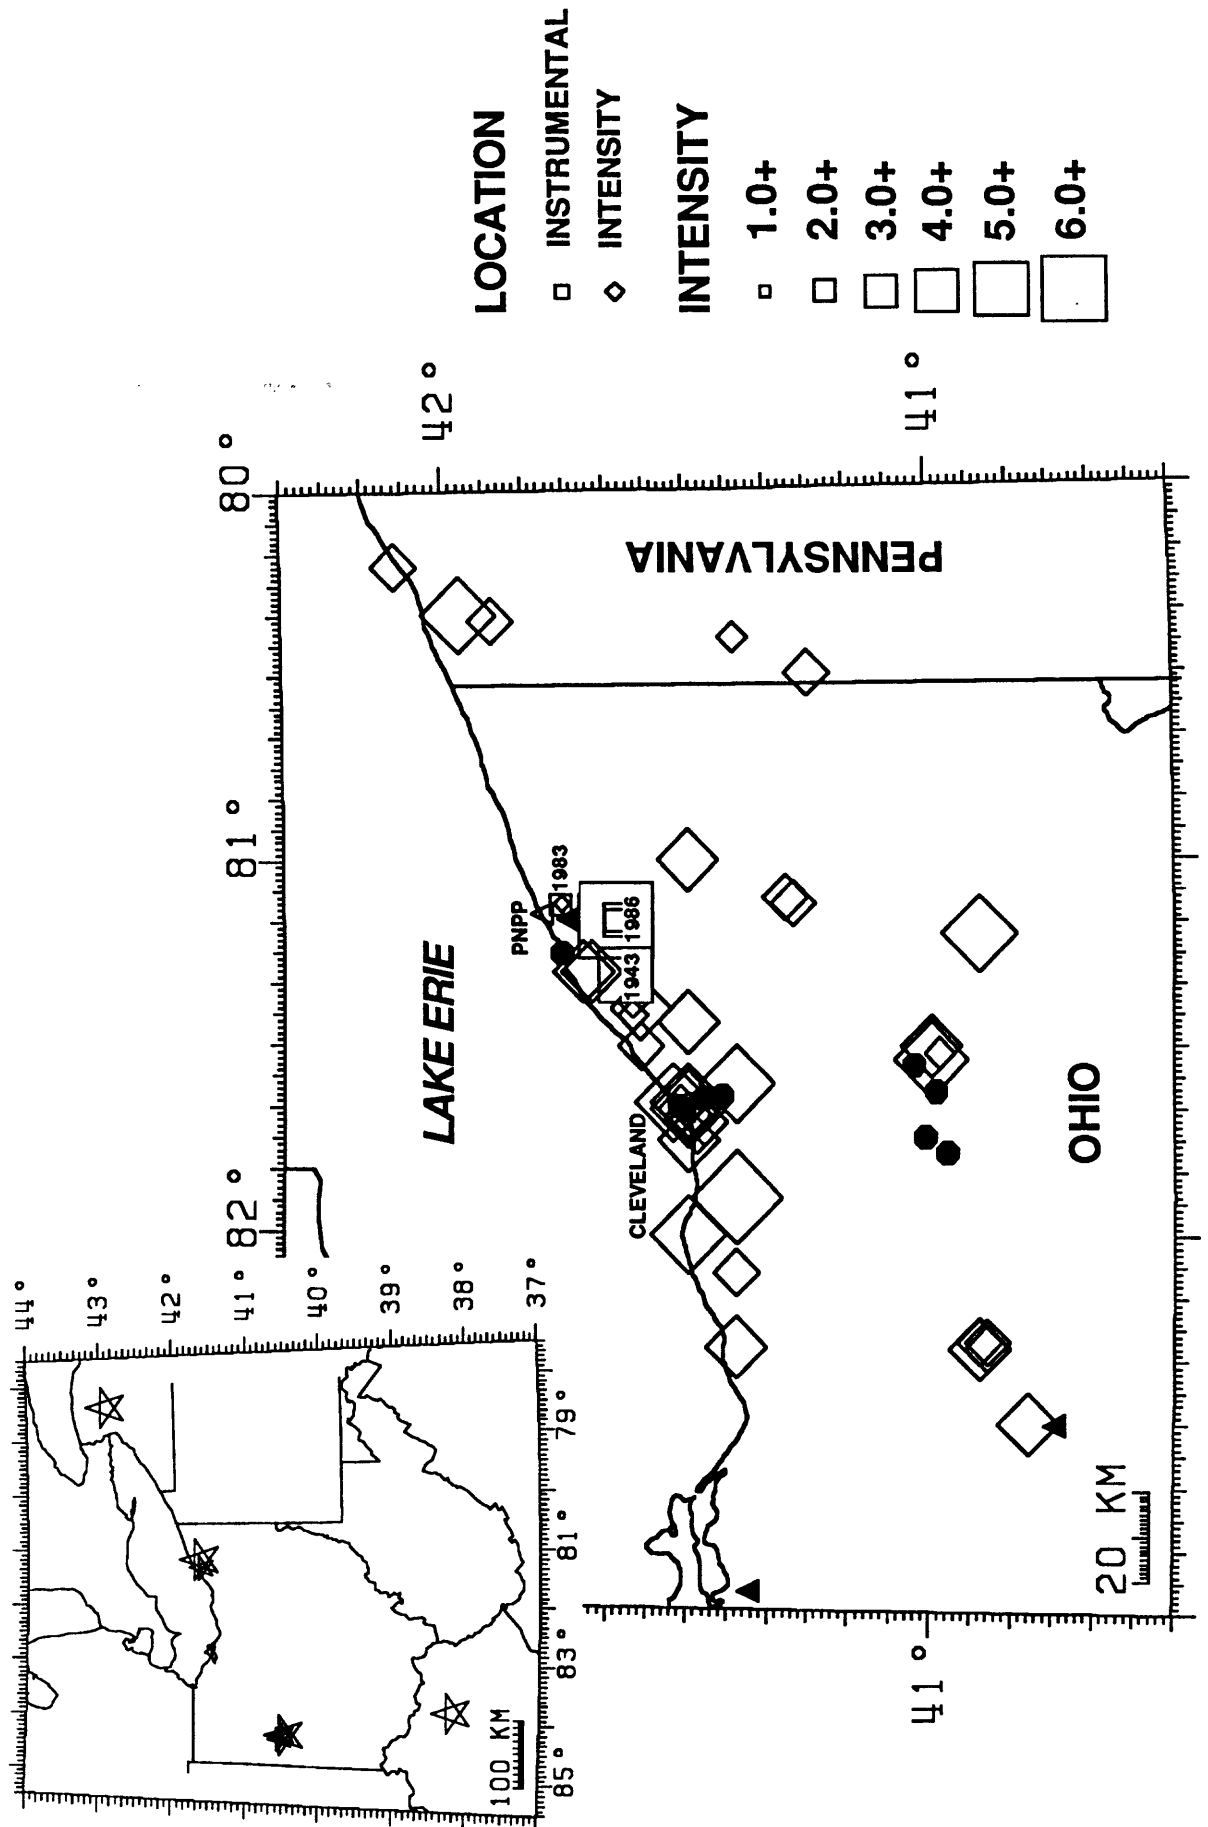 44°
43°
42°
41°
40°
39°
38°
37°
79°
81°
83°
85°
100 KM
82°
81°
80°
42°
41°
41°
LAKE ERIE
PNPP
1983
1986
1943
CLEVELAND
PENNSYLVANIA
OHIO
20 KM
LOCATION
INSTRUMENTAL
INTENSITY
INTENSITY
1.0+
2.0+
3.0+
4.0+
5.0+
6.0+